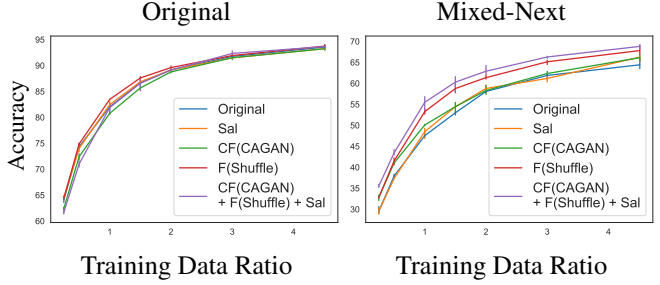 Original
Mixed-Next
Accuracy
95
90
85
80
75
70
65
60
Original
Sal
CF(CAGAN)
F(Shuffle)
CF(CAGAN)
+ F(Shuffle) + Sal
1 2 3 4
Training Data Ratio
70
65
60
55
50
45
40
35
30
Original
Sal
CF(CAGAN)
F(Shuffle)
CF(CAGAN)
+ F(Shuffle) + Sal
1 2 3 4
Training Data Ratio